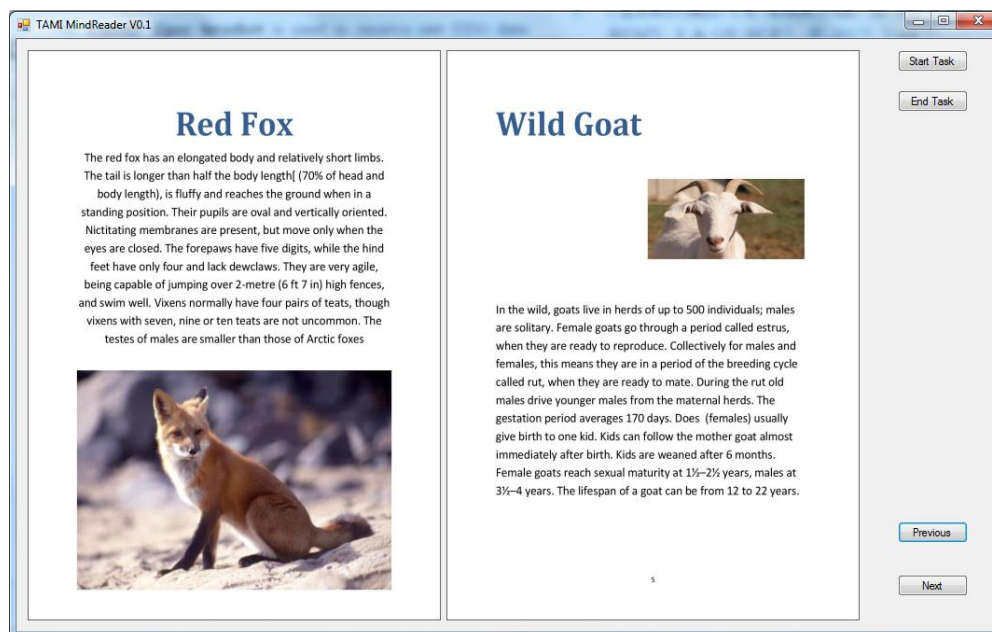 TAMI MindReader V0.1
Start Task
End Task
Red Fox
The red fox has an elongated body and relatively short limbs.
The tail is longer than half the body length[ (70% of head and
body length), is fluffy and reaches the ground when in a
standing position. Their pupils are oval and vertically oriented.
Nictitating membranes are present, but move only when the
eyes are closed. The forepaws have five digits, while the hind
feet have only four and lack dewclaws. They are very agile,
being capable of jumping over 2-metre (6 ft 7 in) high fences,
and swim well. Vixens normally have four pairs of teats, though
vixens with seven, nine or ten teats are not uncommon. The
testes of males are smaller than those of Arctic foxes
Wild Goat
In the wild, goats live in herds of up to 500 individuals; males
are solitary. Female goats go through a period called estrus,
when they are ready to reproduce. Collectively for males and
females, this means they are in a period of the breeding cycle
called rut, when they are ready to mate. During the rut old
males drive younger males from the maternal herds. The
gestation period averages 170 days. Does  (females) usually
give birth to one kid. Kids can follow the mother goat almost
immediately after birth. Kids are weaned after 6 months.
Female goats reach sexual maturity at 1½–2½ years, males at
3½–4 years. The lifespan of a goat can be from 12 to 22 years.
5
Previous
Next